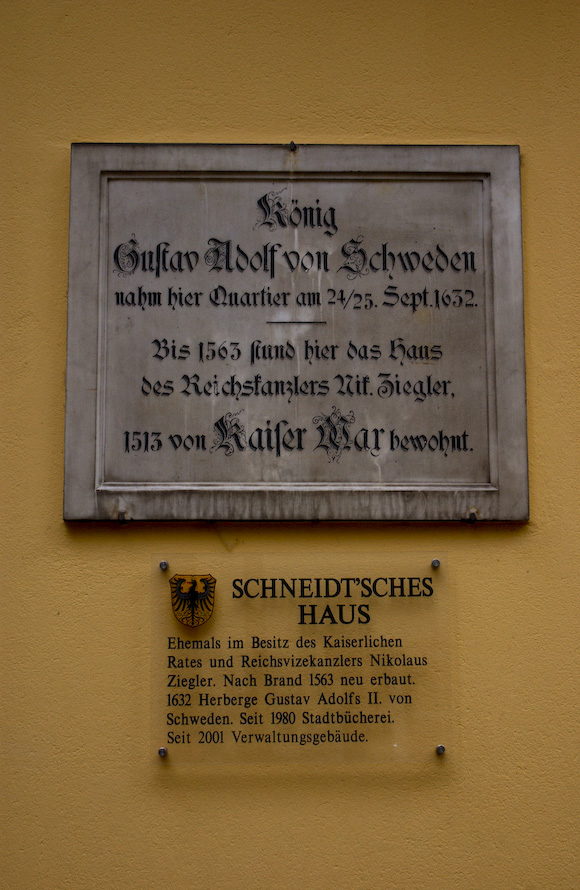 König
Gustav Adolf von Schweden
nahm hier Quartier am 24/25. Sept. 1632.
Bis 1563 stund hier das Haus
des Reichskanzlers Nik. Ziegler,
1513 von Kaiser Max bewohnt.
SCHNEIDT'SCHES
HAUS
Ehemals im Besitz des Kaiserlichen
Rates und Reichsvizekanzlers Nikolaus
Ziegler. Nach Brand 1563 neu erbaut.
1632 Herberge Gustav Adolfs II. von
Schweden. Seit 1980 Stadtbücherei.
Seit 2001 Verwaltungsgebäude.